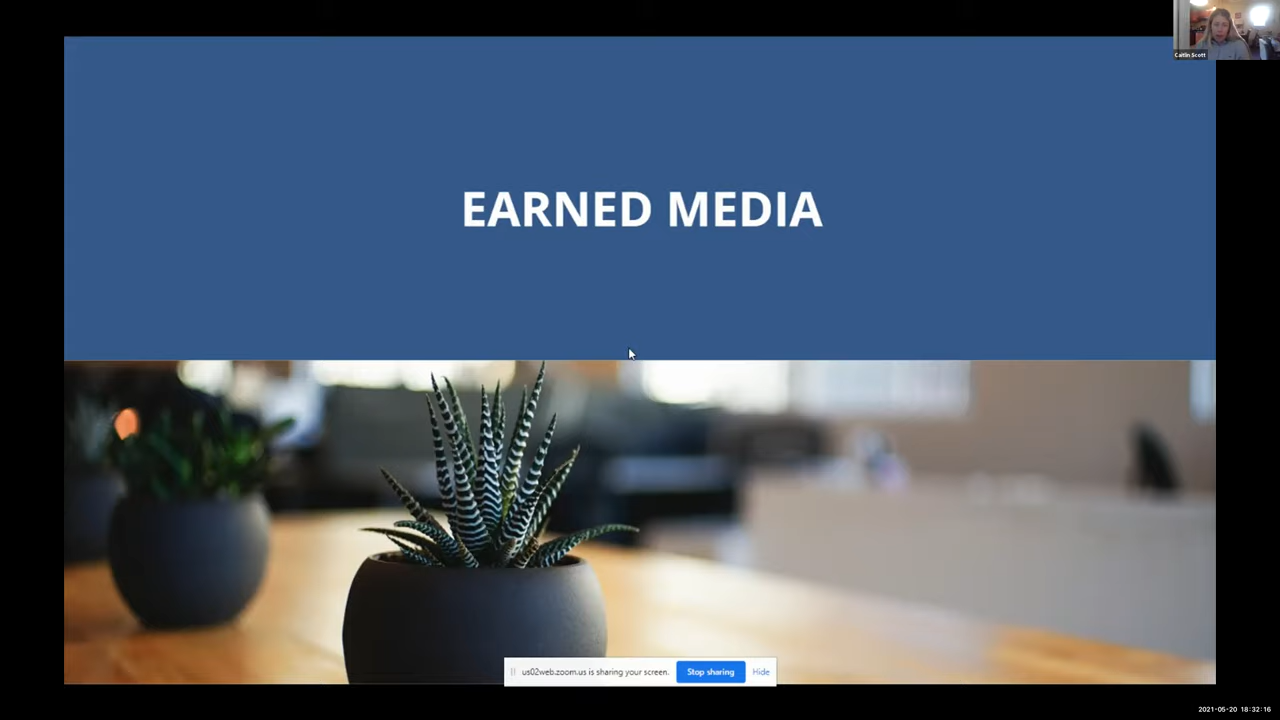 Caitlin Scott
EARNED MEDIA
us02web.zoom.us is sharing your screen. Stop sharing Hide
2021-05-20 18:32:16